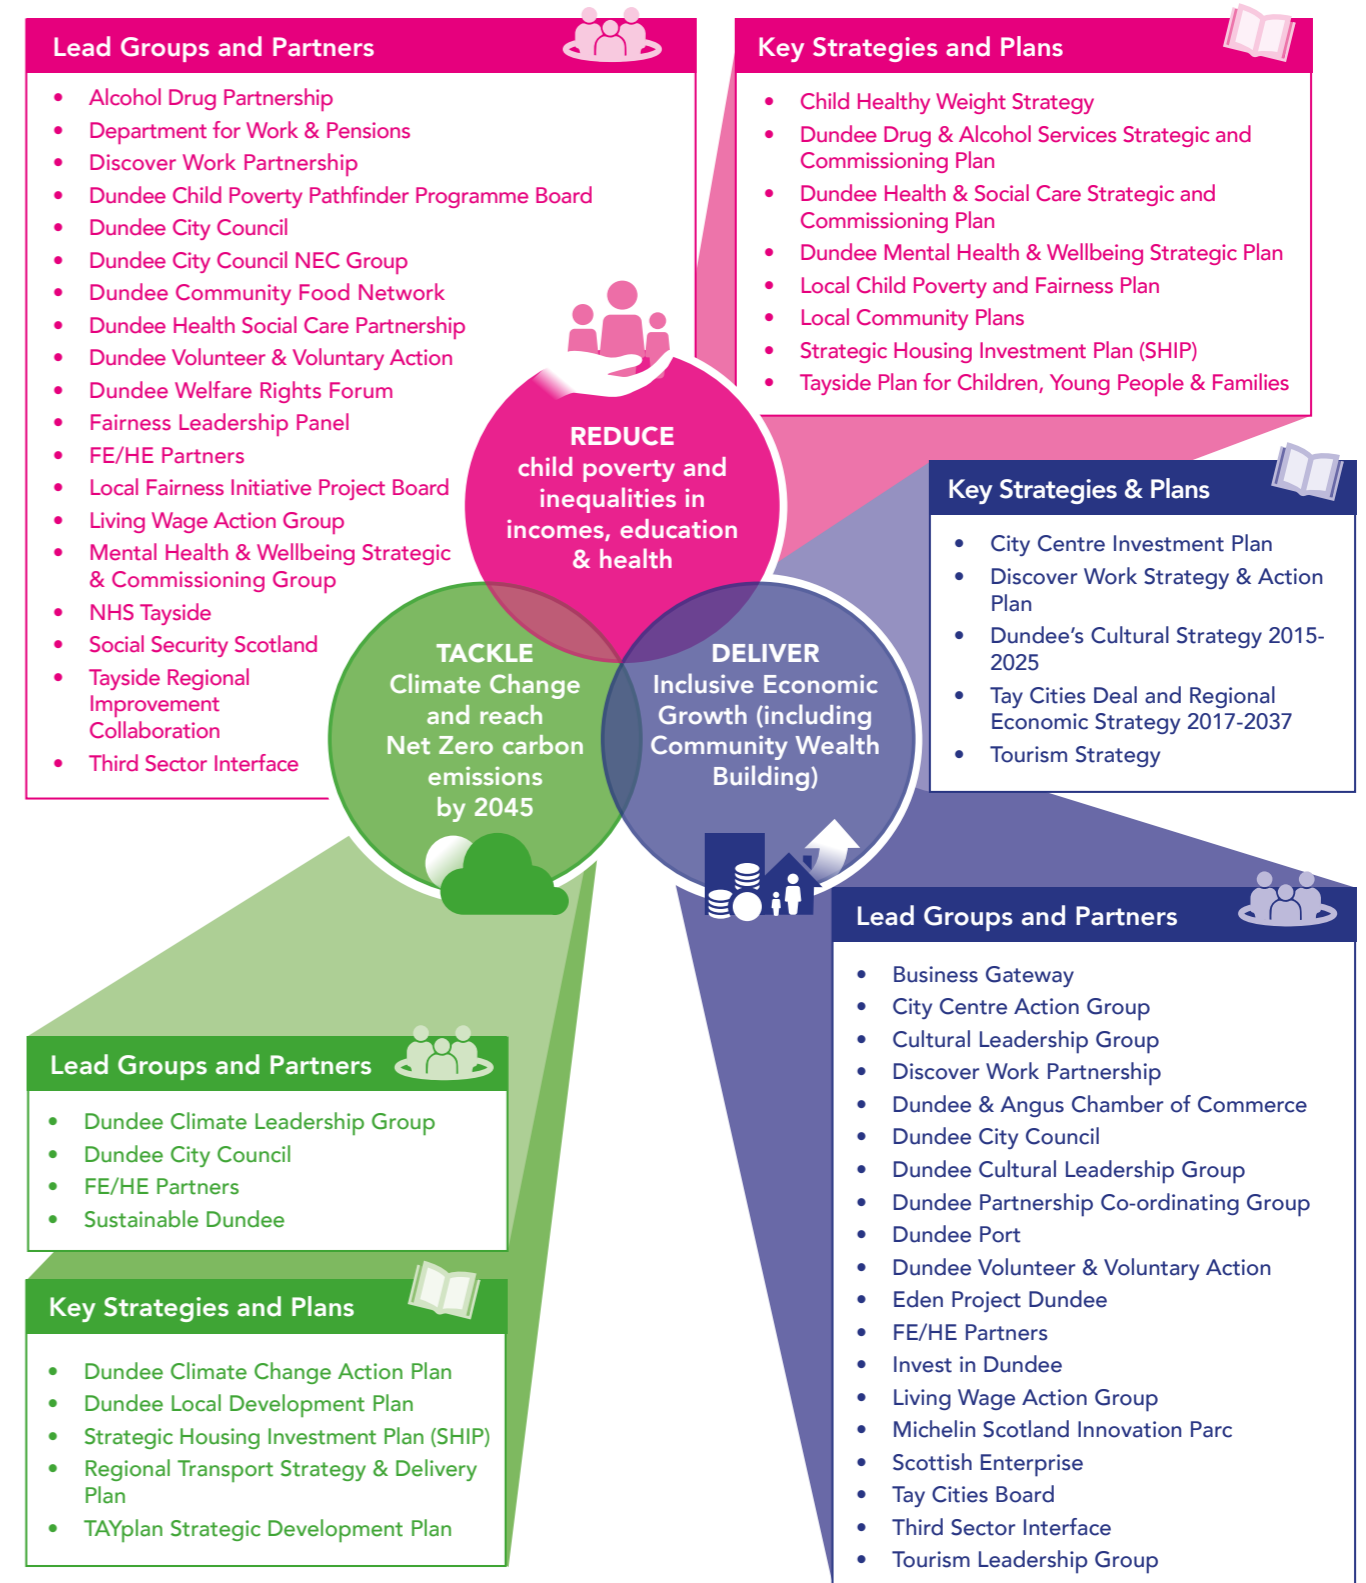 Lead Groups and Partners
• Alcohol Drug Partnership
• Department for Work & Pensions
• Discover Work Partnership
• Dundee Child Poverty Pathfinder Programme Board
• Dundee City Council
• Dundee City Council NEC Group
• Dundee Community Food Network
• Dundee Health Social Care Partnership
• Dundee Volunteer & Voluntary Action
• Dundee Welfare Rights Forum
• Fairness Leadership Panel
• FE/HE Partners
• Local Fairness Initiative Project Board
• Living Wage Action Group
• Mental Health & Wellbeing Strategic
& Commissioning Group
• NHS Tayside
• Social Security Scotland
• Tayside Regional
Improvement
Collaboration
• Third Sector Interface
Key Strategies and Plans
• Child Healthy Weight Strategy
• Dundee Drug & Alcohol Services Strategic and
Commissioning Plan
• Dundee Health & Social Care Strategic and
Commissioning Plan
• Dundee Mental Health & Wellbeing Strategic Plan
• Local Child Poverty and Fairness Plan
• Local Community Plans
• Strategic Housing Investment Plan (SHIP)
• Tayside Plan for Children, Young People & Families
REDUCE
child poverty and
inequalities in
incomes, education
& health
TACKLE
Climate Change
and reach
Net Zero carbon
emissions
by 2045
DELIVER
Inclusive Economic
Growth (including
Community Wealth
Building)
Key Strategies & Plans
• City Centre Investment Plan
• Discover Work Strategy & Action
Plan
• Dundee’s Cultural Strategy 2015-
2025
• Tay Cities Deal and Regional
Economic Strategy 2017-2037
• Tourism Strategy
Lead Groups and Partners
• Business Gateway
• City Centre Action Group
• Cultural Leadership Group
• Discover Work Partnership
• Dundee & Angus Chamber of Commerce
• Dundee City Council
• Dundee Cultural Leadership Group
• Dundee Partnership Co-ordinating Group
• Dundee Port
• Dundee Volunteer & Voluntary Action
• Eden Project Dundee
• FE/HE Partners
• Invest in Dundee
• Living Wage Action Group
• Michelin Scotland Innovation Parc
• Scottish Enterprise
• Tay Cities Board
• Third Sector Interface
• Tourism Leadership Group
Lead Groups and Partners
• Dundee Climate Leadership Group
• Dundee City Council
• FE/HE Partners
• Sustainable Dundee
Key Strategies and Plans
• Dundee Climate Change Action Plan
• Dundee Local Development Plan
• Strategic Housing Investment Plan (SHIP)
• Regional Transport Strategy & Delivery
Plan
• TAYplan Strategic Development Plan